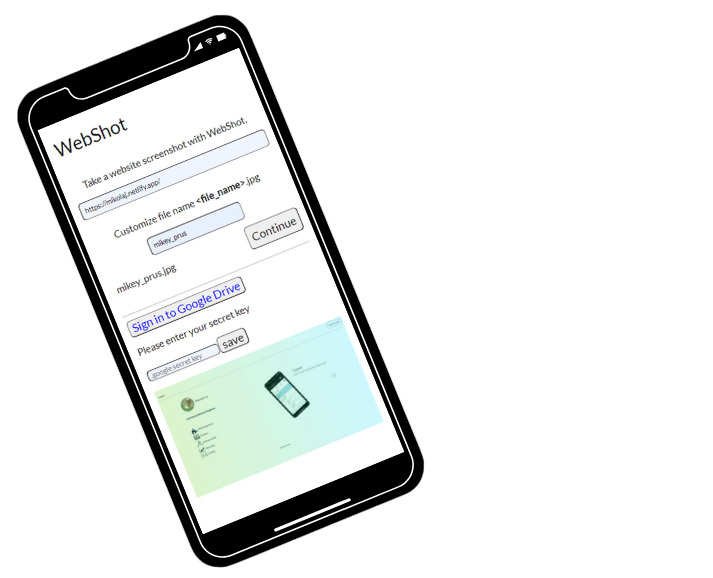 WebShot
Take a website screenshot with WebShot.
https://mikolaj.netlify.app/
Customize file name <file_name>.jpg
mikey_prus
Continue
mikey_prus.jpg
Sign in to Google Drive
Please enter your secret key
google secret key
save